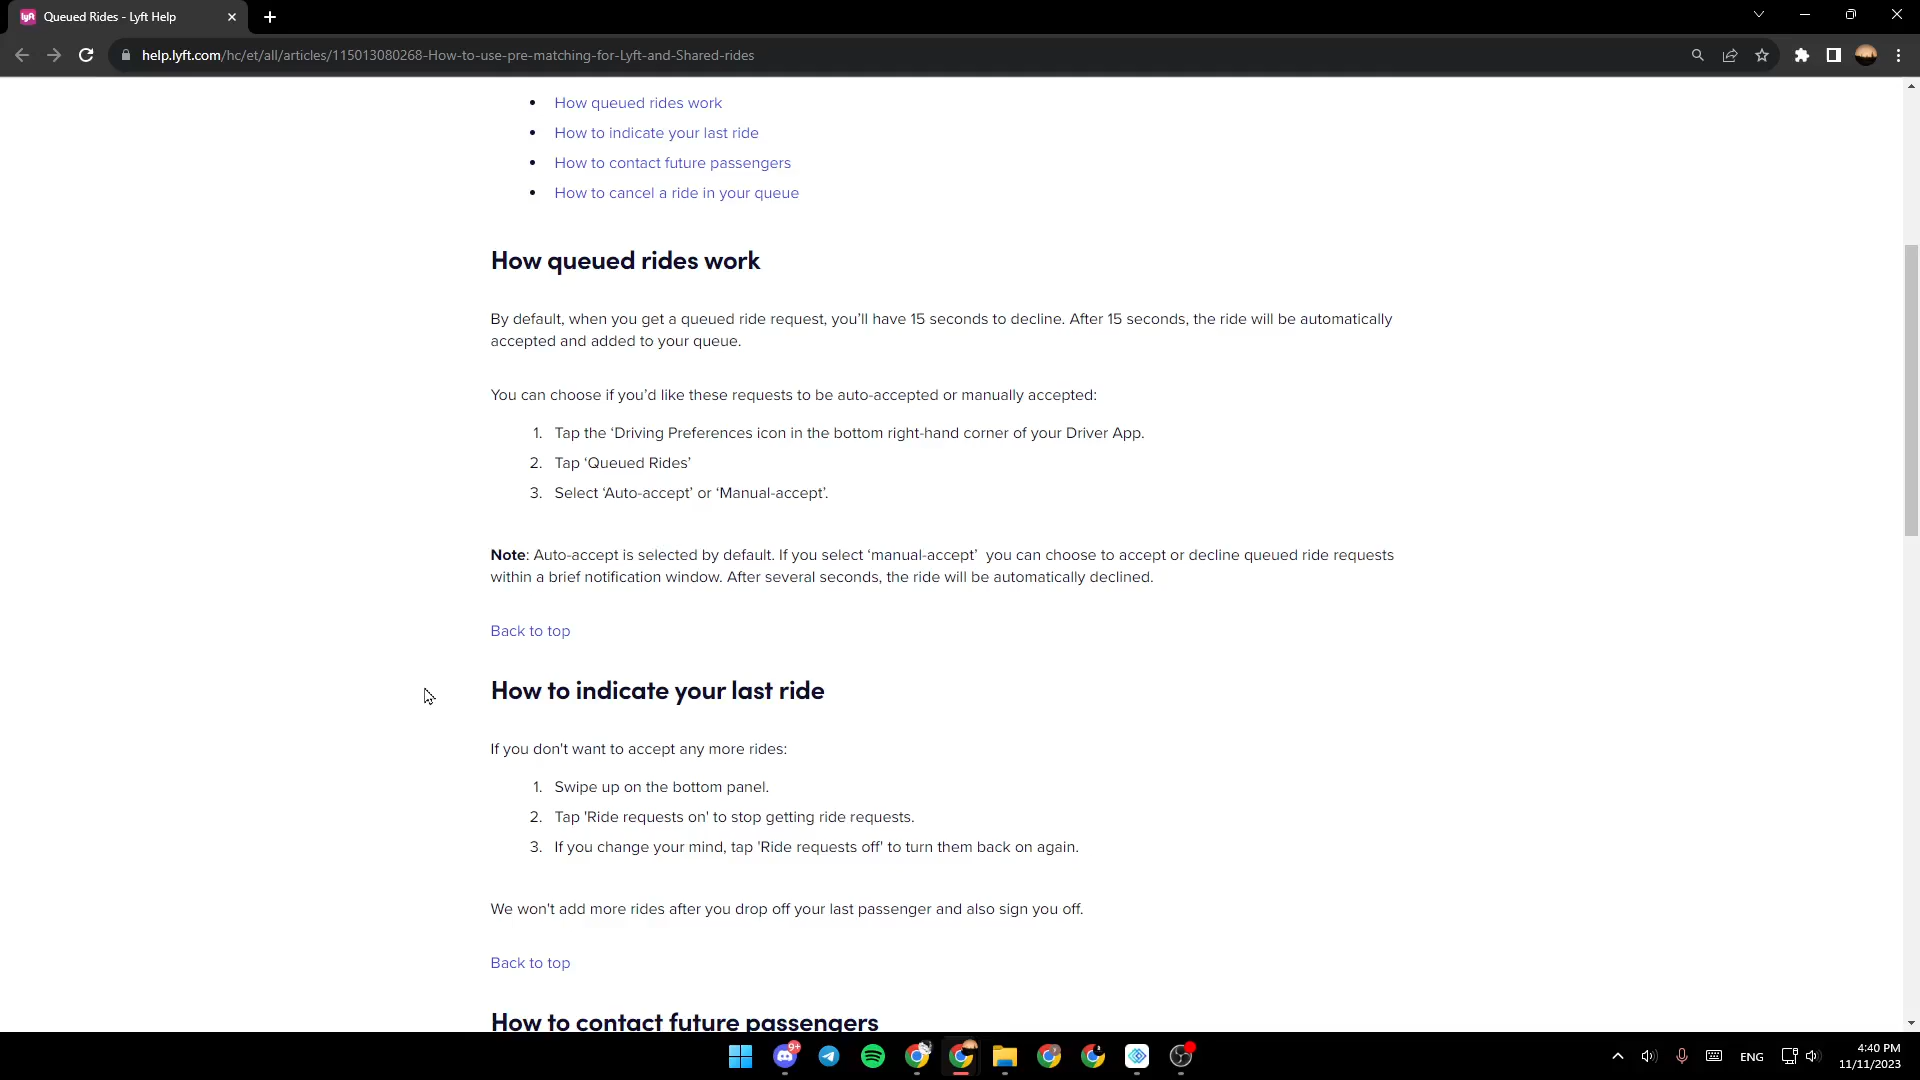 Queued Rides - Lyft Help
help.lyft.com/hc/et/all/articles/115013080268-How-to-use-pre-matching-for-Lyft-and-Shared-rides
• How queued rides work
• How to indicate your last ride
• How to contact future passengers
• How to cancel a ride in your queue
How queued rides work
By default, when you get a queued ride request, you’ll have 15 seconds to decline. After 15 seconds, the ride will be automatically
accepted and added to your queue.
You can choose if you’d like these requests to be auto-accepted or manually accepted:
1. Tap the ‘Driving Preferences icon in the bottom right-hand corner of your Driver App.
2. Tap ‘Queued Rides’
3. Select ‘Auto-accept’ or ‘Manual-accept’.
Note: Auto-accept is selected by default. If you select ‘manual-accept’ you can choose to accept or decline queued ride requests
within a brief notification window. After several seconds, the ride will be automatically declined.
Back to top
How to indicate your last ride
If you don't want to accept any more rides:
1. Swipe up on the bottom panel.
2. Tap 'Ride requests on' to stop getting ride requests.
3. If you change your mind, tap 'Ride requests off' to turn them back on again.
We won't add more rides after you drop off your last passenger and also sign you off.
Back to top
How to contact future passengers
9+
ENG
4:40 PM
11/11/2023